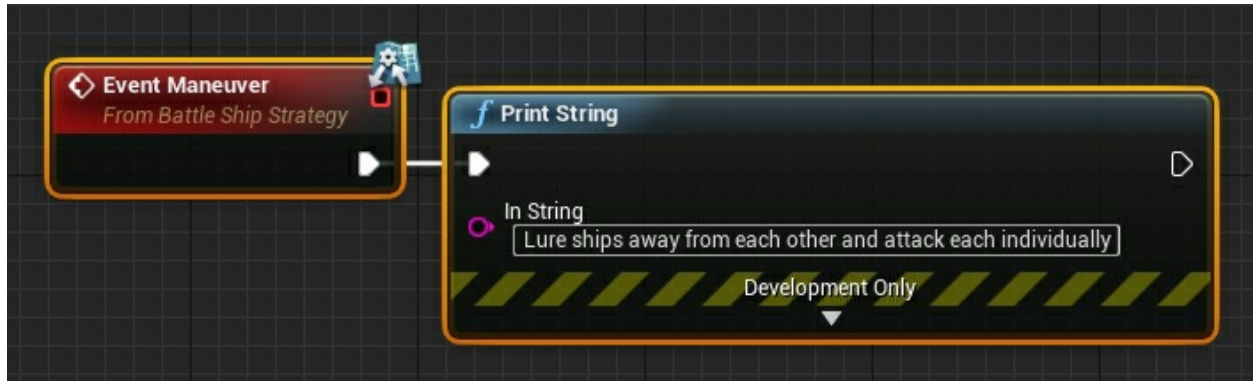 Event Maneuver
From Battle Ship Strategy
f Print String
In String
Lure ships away from each other and attack each individually
Development Only